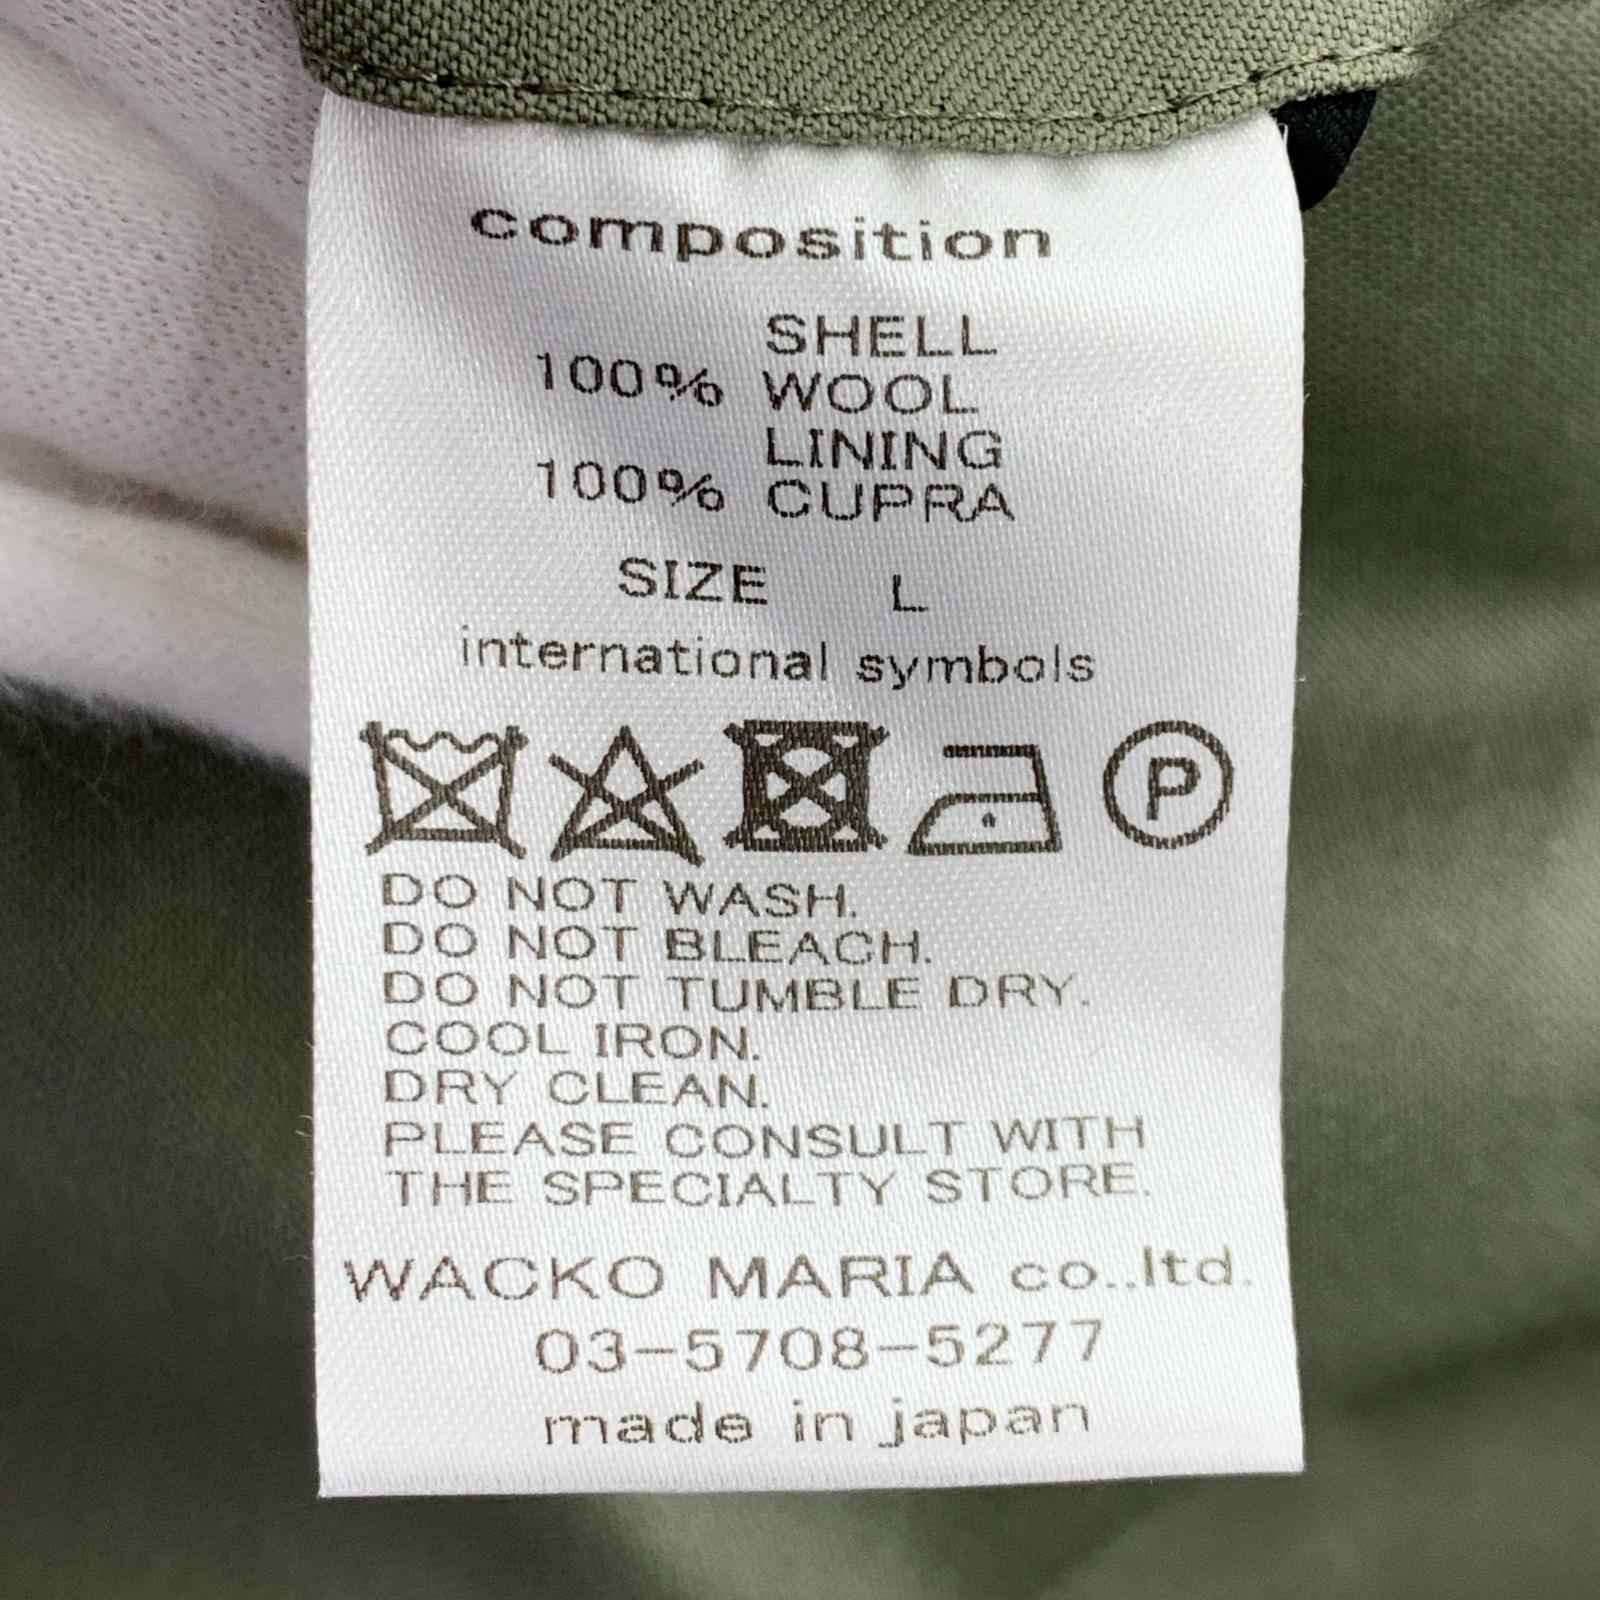 composition
SHELL
100% WOOL
LINING
100% CUPRA
SIZE L
international symbols
P
DO NOT WASH.
DO NOT BLEACH.
DO NOT TUMBLE DRY.
COOL IRON.
DRY CLEAN.
PLEASE CONSULT WITH
THE SPECIALTY STORE.
WACKO MARIA co.,ltd.
03-5708-5277
made in japan